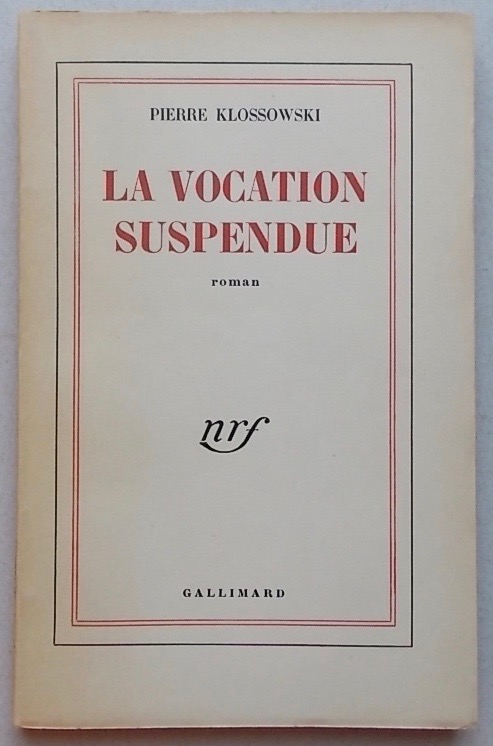 PIERRE KLOSSOWSKI
LA VOCATION
SUSPENDUE
roman
nrf
GALLIMARD